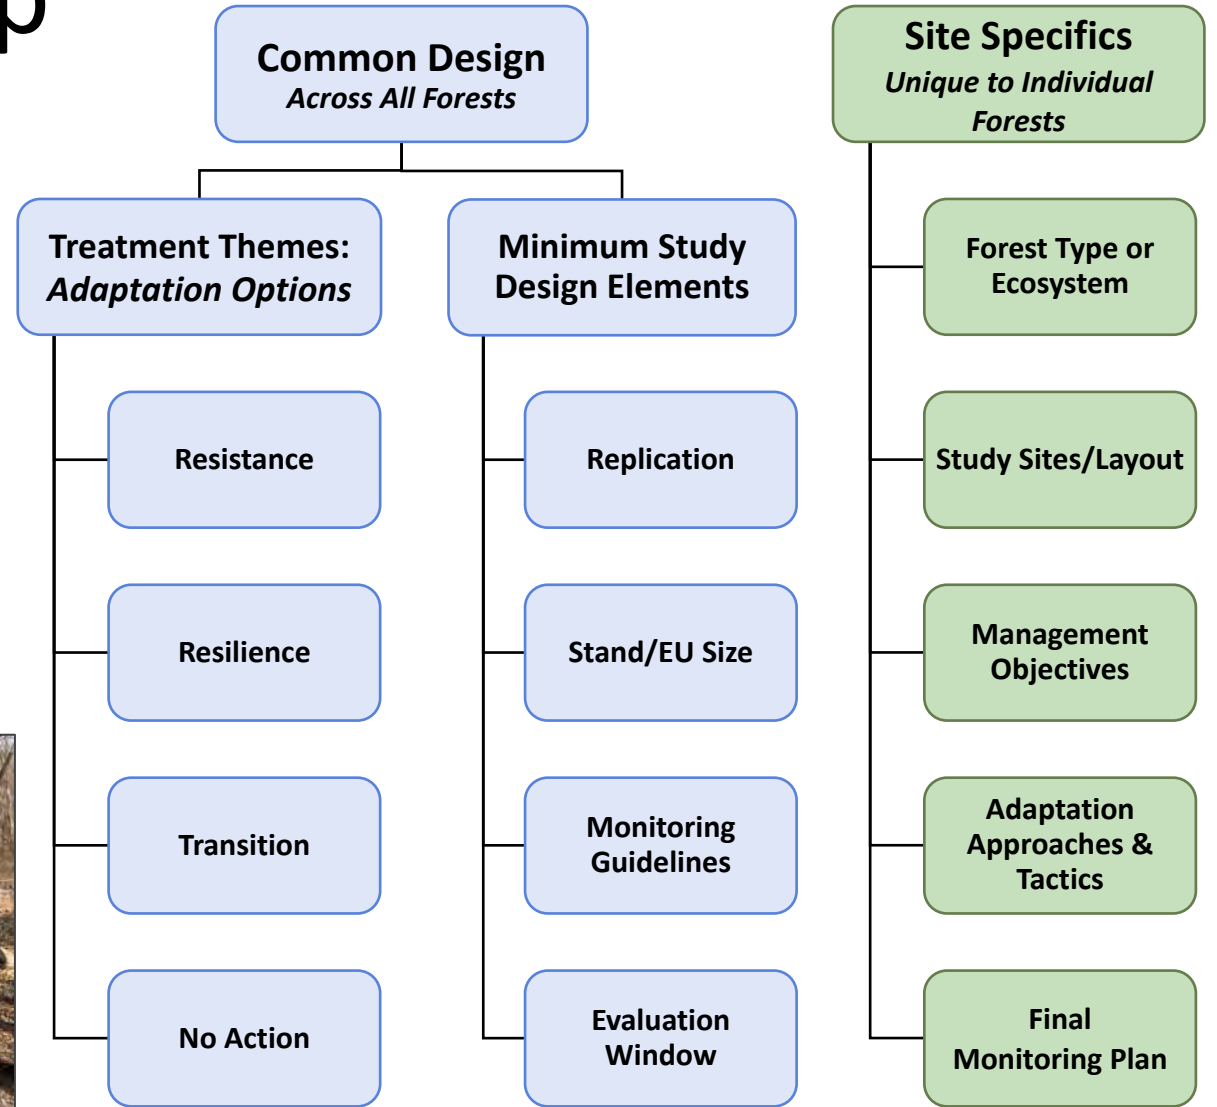 p
Common Design
Across All Forests
Treatment Themes:
Adaptation Options
Resistance
Resilience
Transition
No Action
Minimum Study
Design Elements
Replication
Stand/EU Size
Monitoring
Guidelines
Evaluation
Window
Site Specifics
Unique to Individual
Forests
Forest Type or
Ecosystem
Study Sites/Layout
Management
Objectives
Adaptation
Approaches &
Tactics
Final
Monitoring Plan